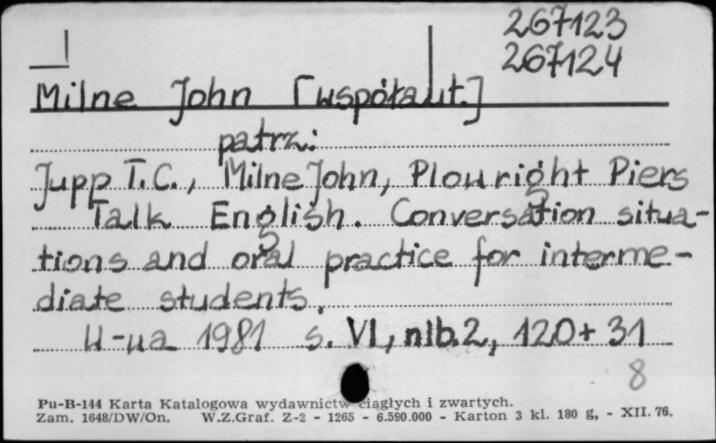 267123
267124
Milne John [współaut.]
patrz:
Jupp T.C., Milne John, Plouright Piers
Talk English. Conversation situa-
tions and oral practice for interme-
diate students.
W-wa 1981 s. VI, nlb. 2, 120 + 31
8
Pu-B-144 Karta Katalogowa wydawnictw ciągłych i zwartych.
Zam. 1648/DW/On. W.Z.Graf. Z-2 - 1265 - 6.590.000 - Karton 3 kl. 180 g, - XII. 76.